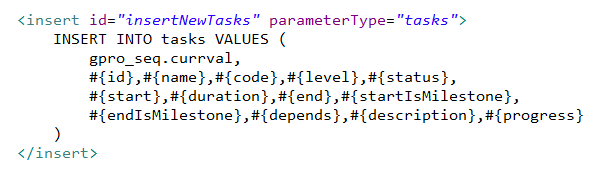 <insert id="insertNewTasks" parameterType="tasks">
INSERT INTO tasks VALUES (
gpro_seq.currval,
#{id},#{name},#{code},#{level},#{status},
#{start},#{duration},#{end},#{startIsMilestone},
#{endIsMilestone},#{depends},#{description},#{progress}
)
</insert>